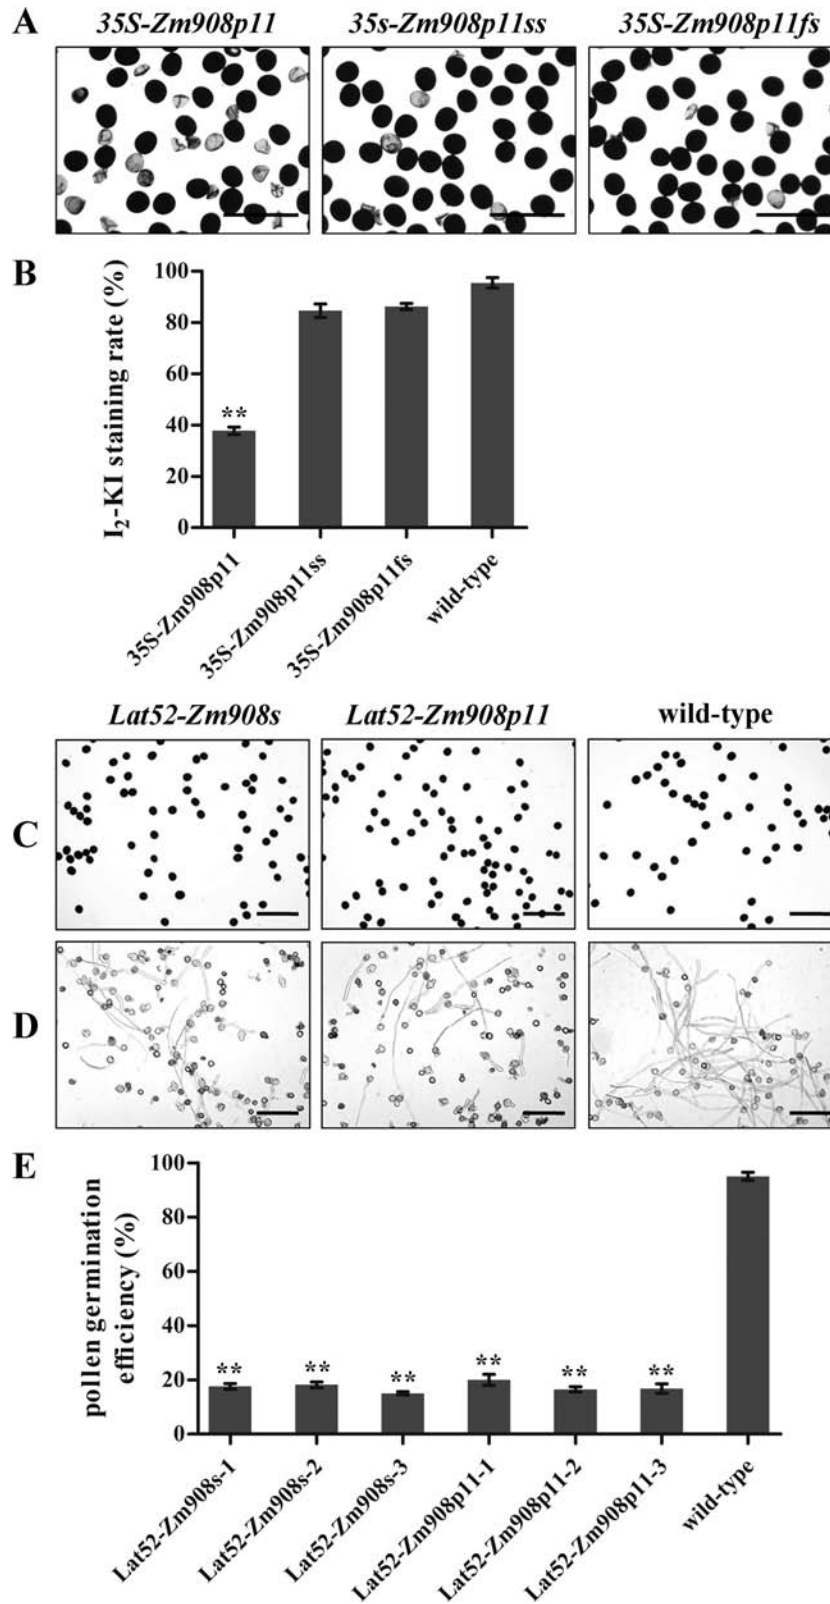 A
35S-Zm908p11 35s-Zm908p11ss 35S-Zm908p11fs
B
I₂-KI staining rate (%)
100
80
60
40
20
0
**
35S-Zm908p11
35S-Zm908p11ss
35S-Zm908p11fs
wild-type
Lat52-Zm908s Lat52-Zm908p11 wild-type
C
D
E
pollen germination
efficiency (%)
100
80
60
40
20
0
** ** ** ** ** **
Lat52-Zm908s-1
Lat52-Zm908s-2
Lat52-Zm908s-3
Lat52-Zm908p11-1
Lat52-Zm908p11-2
Lat52-Zm908p11-3
wild-type